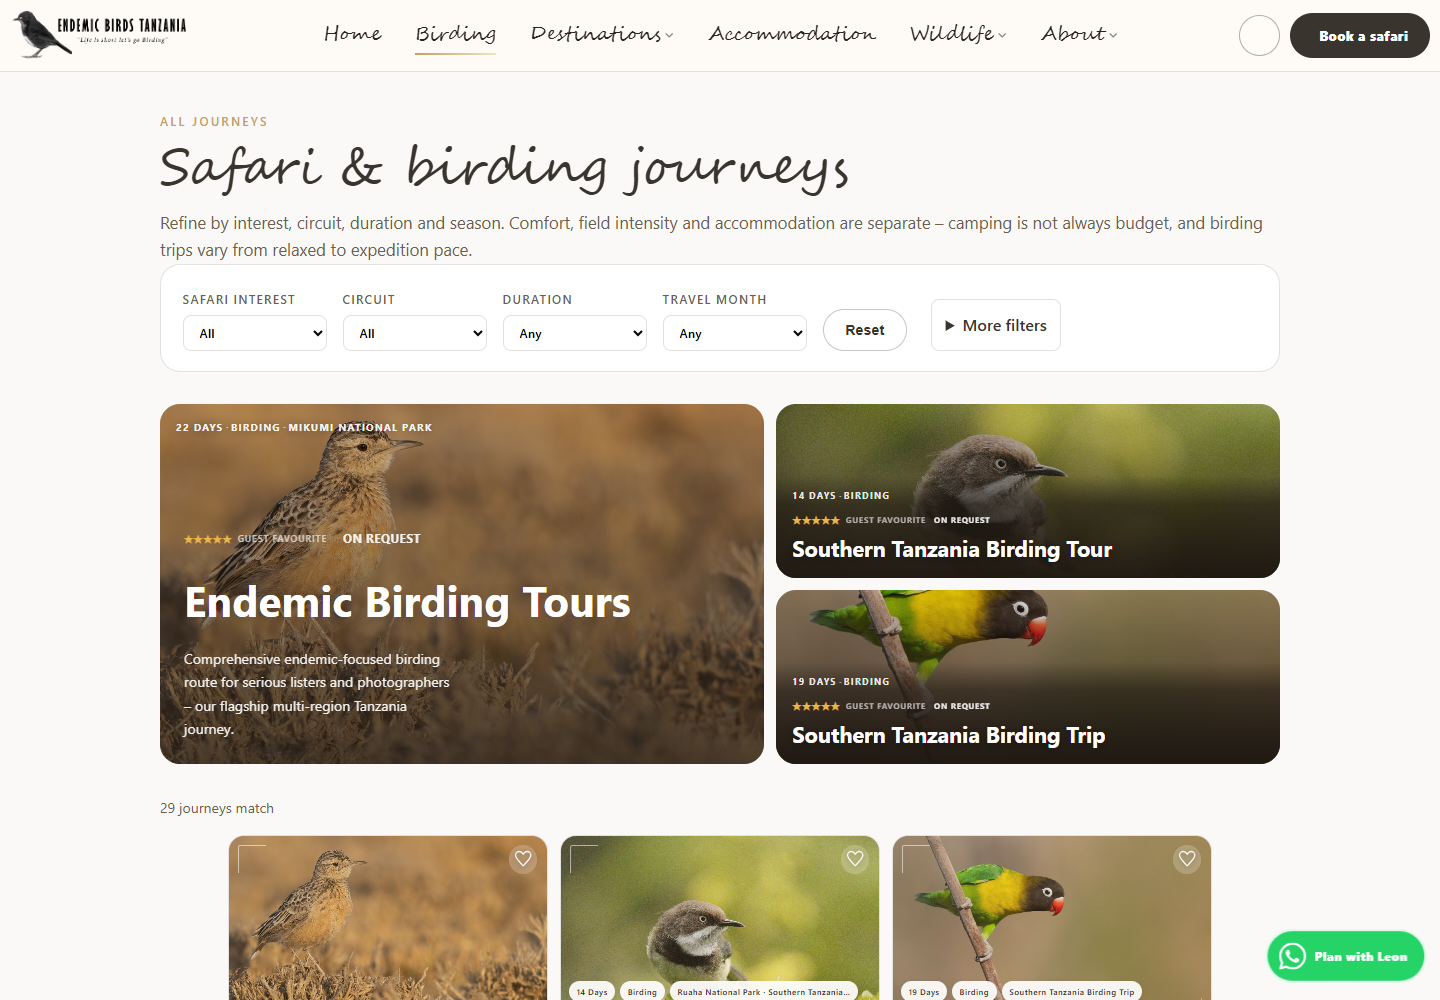 ENDEMIC BIRDS TANZANIA
"Life is short let's go Birding"
Home
Birding
Destinations
Accommodation
Wildlife
About
Book a safari
ALL JOURNEYS
Safari & birding journeys
Refine by interest, circuit, duration and season. Comfort, field intensity and accommodation are separate – camping is not always budget, and birding
trips vary from relaxed to expedition pace.
SAFARI INTEREST
CIRCUIT
DURATION
TRAVEL MONTH
All
All
Any
Any
Reset
More filters
22 DAYS · BIRDING · MIKUMI NATIONAL PARK
★★★★★ GUEST FAVOURITE ON REQUEST
Endemic Birding Tours
Comprehensive endemic-focused birding
route for serious listers and photographers
– our flagship multi-region Tanzania
journey.
14 DAYS · BIRDING
★★★★★ GUEST FAVOURITE ON REQUEST
Southern Tanzania Birding Tour
19 DAYS · BIRDING
★★★★★ GUEST FAVOURITE ON REQUEST
Southern Tanzania Birding Trip
29 journeys match
14 Days
Birding
Ruaha National Park · Southern Tanzania...
19 Days
Birding
Southern Tanzania Birding Trip
Plan with Leon